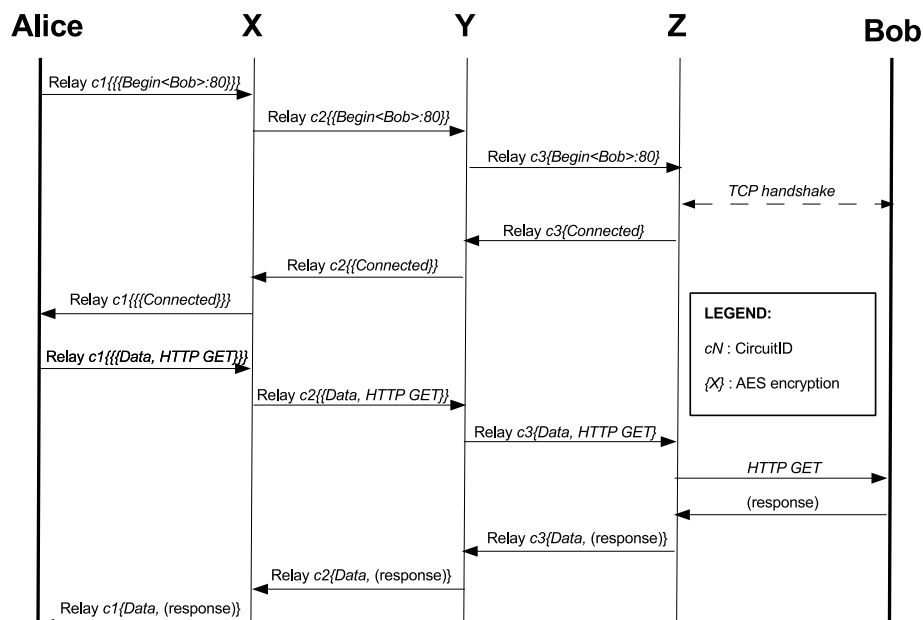 Alice X Y Z Bob
Relay c1{{{Begin<Bob>:80}}}
Relay c2{{Begin<Bob>:80}}
Relay c3{Begin<Bob>:80}
TCP handshake
Relay c3{Connected}
Relay c2{{Connected}}
Relay c1{{{Connected}}}
LEGEND:
cN : CircuitID
{X} : AES encryption
Relay c1{{{Data, HTTP GET}}}
Relay c2{{Data, HTTP GET}}
Relay c3{Data, HTTP GET}
HTTP GET
(response)
Relay c3{Data, (response)}
Relay c2{Data, (response)}
Relay c1{Data, (response)}